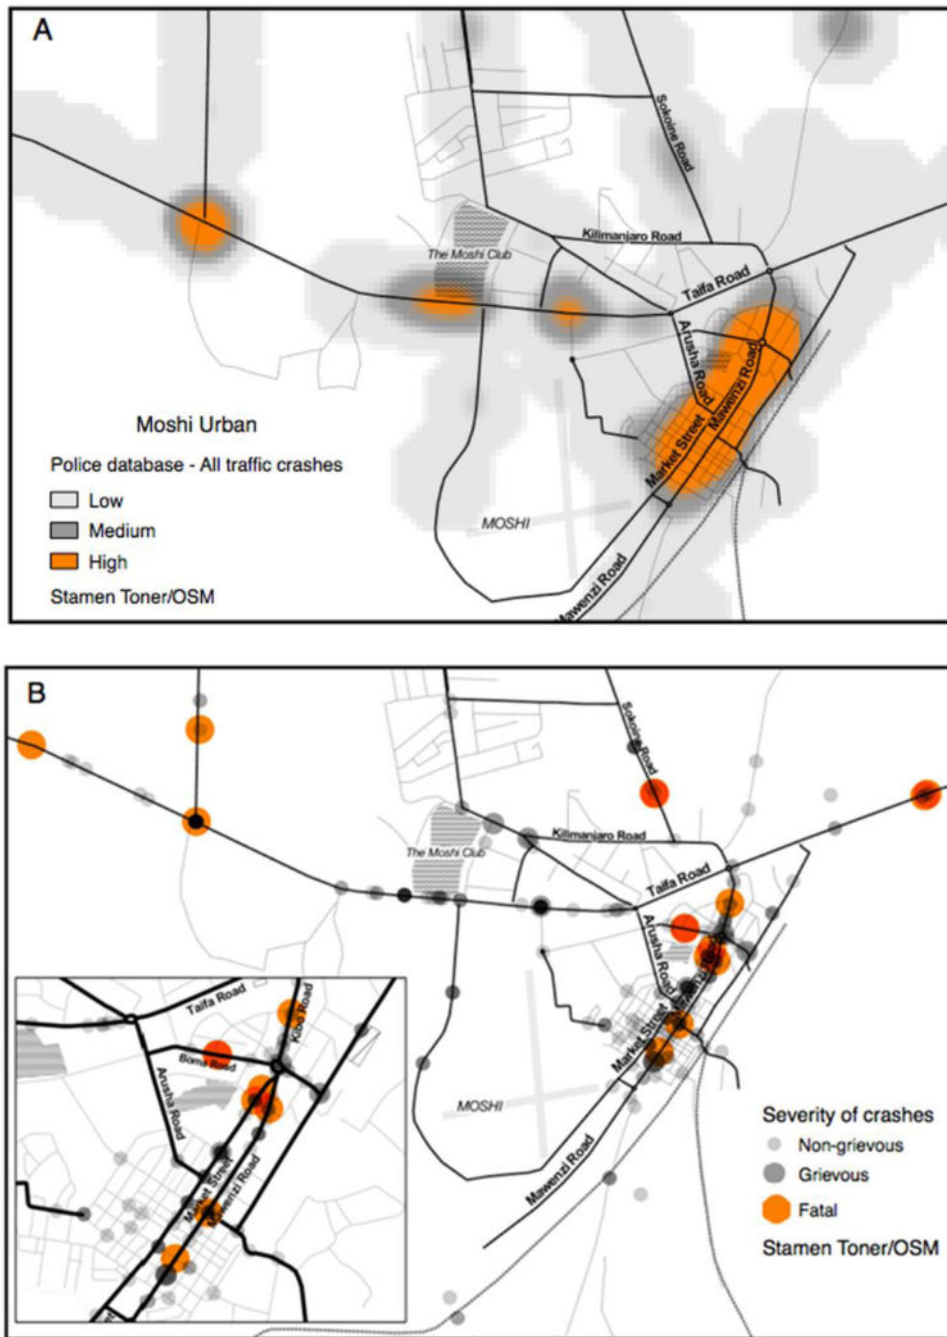 A
Sokoine Road
Kilimanjaro Road
The Moshi Club
Taifa Road
Arusha Road
Mawenzi Road
Market Street
Moshi Urban
Police database - All traffic crashes
Low
Medium
High
Stamen Toner/OSM
MOSHI
Mawenzi Road
B
Sokoine Road
Kilimanjaro Road
The Moshi Club
Taifa Road
Arusha Road
Mawenzi Road
Market Street
MOSHI
Mawenzi Road
Taifa Road
Kibo Road
Boma Road
Arusha Road
Market Street
Mawenzi Road
Severity of crashes
Non-grievous
Grievous
Fatal
Stamen Toner/OSM